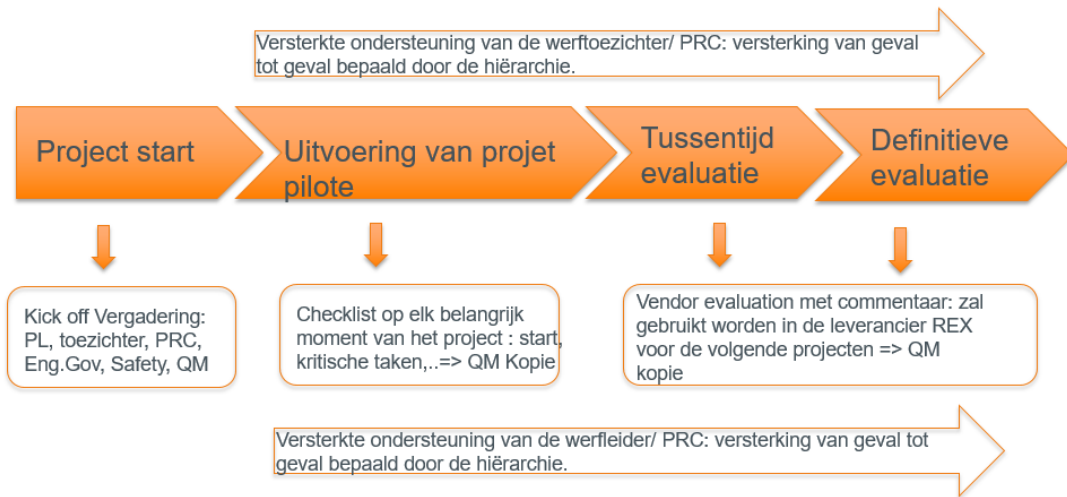 Versterkte ondersteuning van de werftoezichter/ PRC: versterking van geval
tot geval bepaald door de hiërarchie.
Project start
Uitvoering van projet
pilote
Tussentijd
evaluatie
Definitieve
evaluatie
Kick off Vergadering:
PL, toezichter, PRC,
Eng.Gov, Safety, QM
Checklist op elk belangrijk
moment van het project : start,
kritische taken,..=> QM Kopie
Vendor evaluation met commentaar: zal
gebruikt worden in de leverancier REX
voor de volgende projecten => QM
kopie
Versterkte ondersteuning van de werfleider/ PRC: versterking van geval tot
geval bepaald door de hiërarchie.